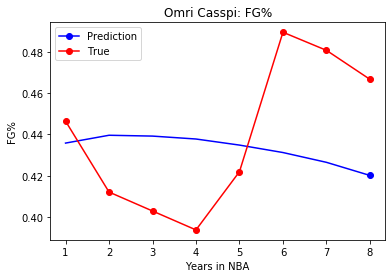 Omri Casspi: FG%
Prediction
True
FG%
0.48
0.46
0.44
0.42
0.40
1 2 3 4 5 6 7 8
Years in NBA